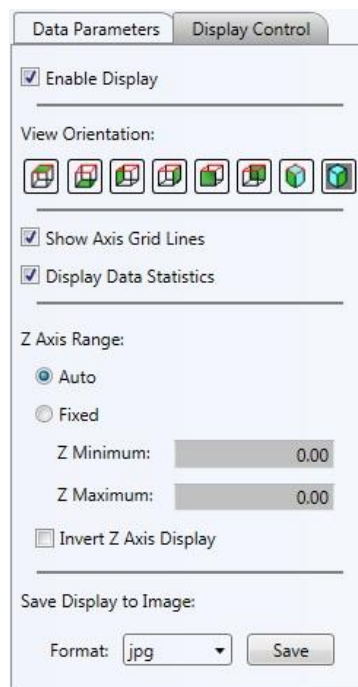 Data Parameters Display Control
Enable Display
View Orientation:
Show Axis Grid Lines
Display Data Statistics
Z Axis Range:
Auto
Fixed
Z Minimum: 0.00
Z Maximum: 0.00
Invert Z Axis Display
Save Display to Image:
Format: jpg Save